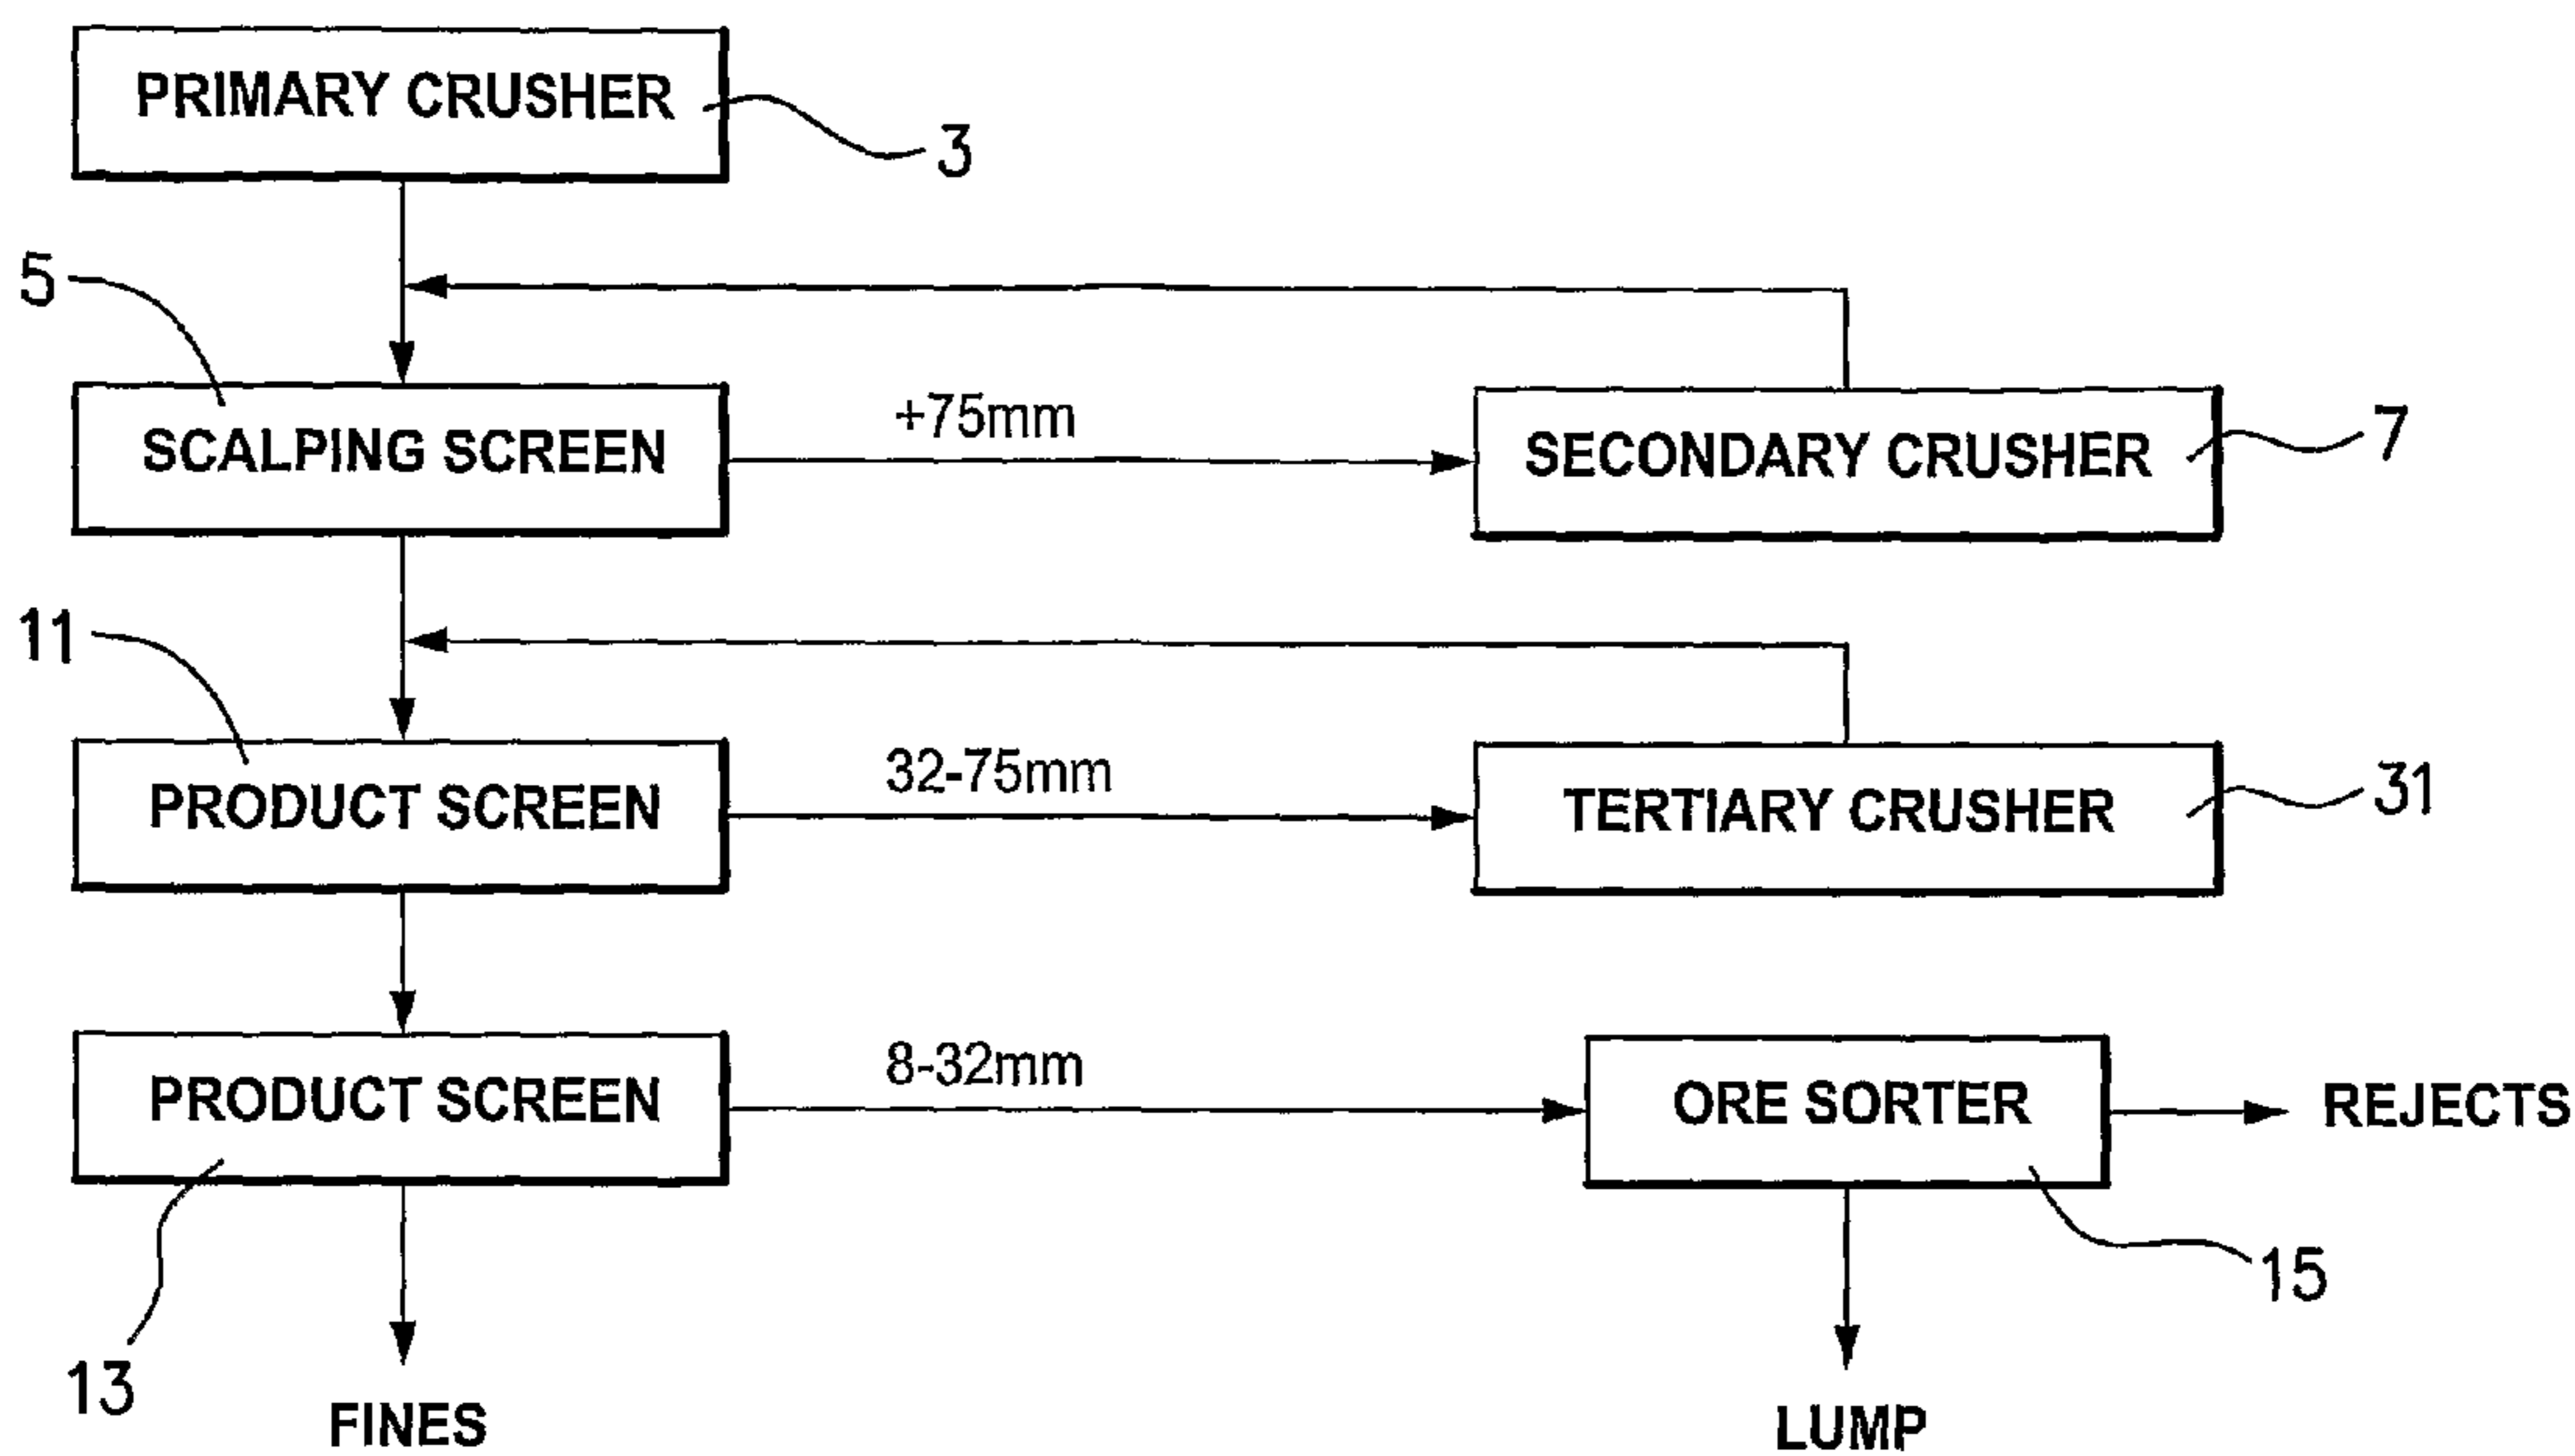 PRIMARY CRUSHER
3
5
+75mm
SCALPING SCREEN
SECONDARY CRUSHER
7
11
32-75mm
PRODUCT SCREEN
TERTIARY CRUSHER
31
8-32mm
PRODUCT SCREEN
ORE SORTER
REJECTS
15
13
FINES
LUMP